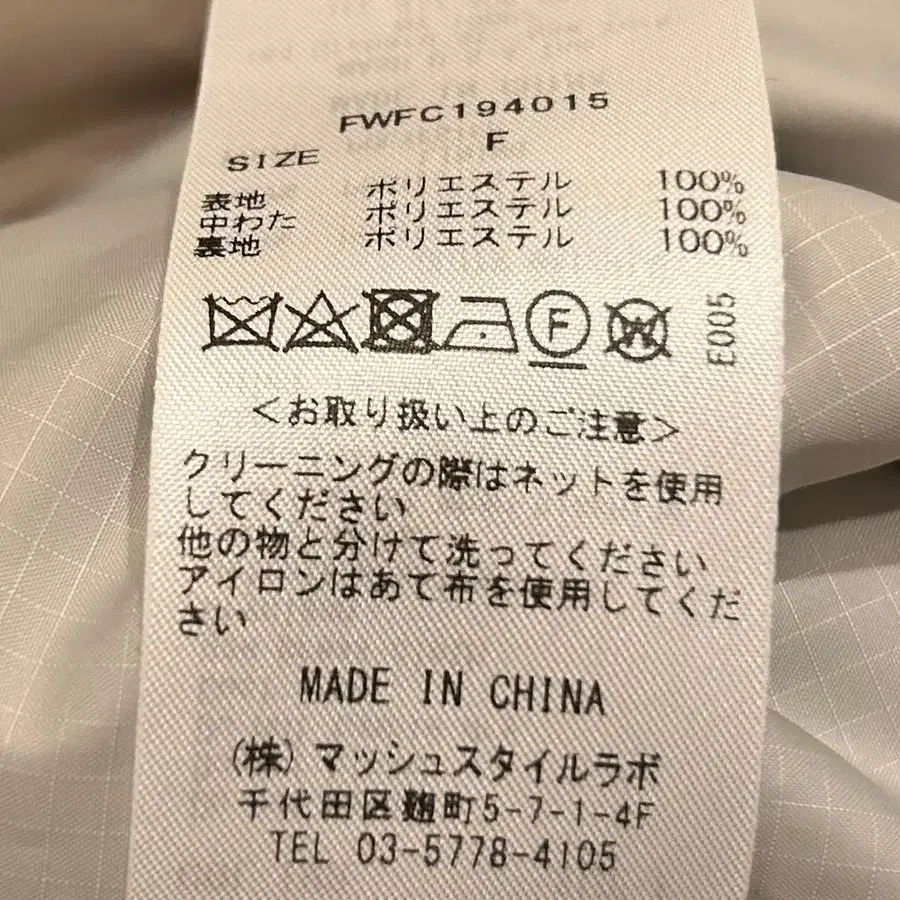 FWFC194015
SIZE F
表地 ポリエステル 100%
中わた ポリエステル 100%
裏地 ポリエステル 100%
F W E005
<お取り扱い上のご注意>
クリーニングの際はネットを使用
してください
他の物と分けて洗ってください
アイロンはあて布を使用してくだ
さい
MADE IN CHINA
(株)マッシュスタイルラボ
千代田区麹町5-7-1-4F
TEL 03-5778-4105